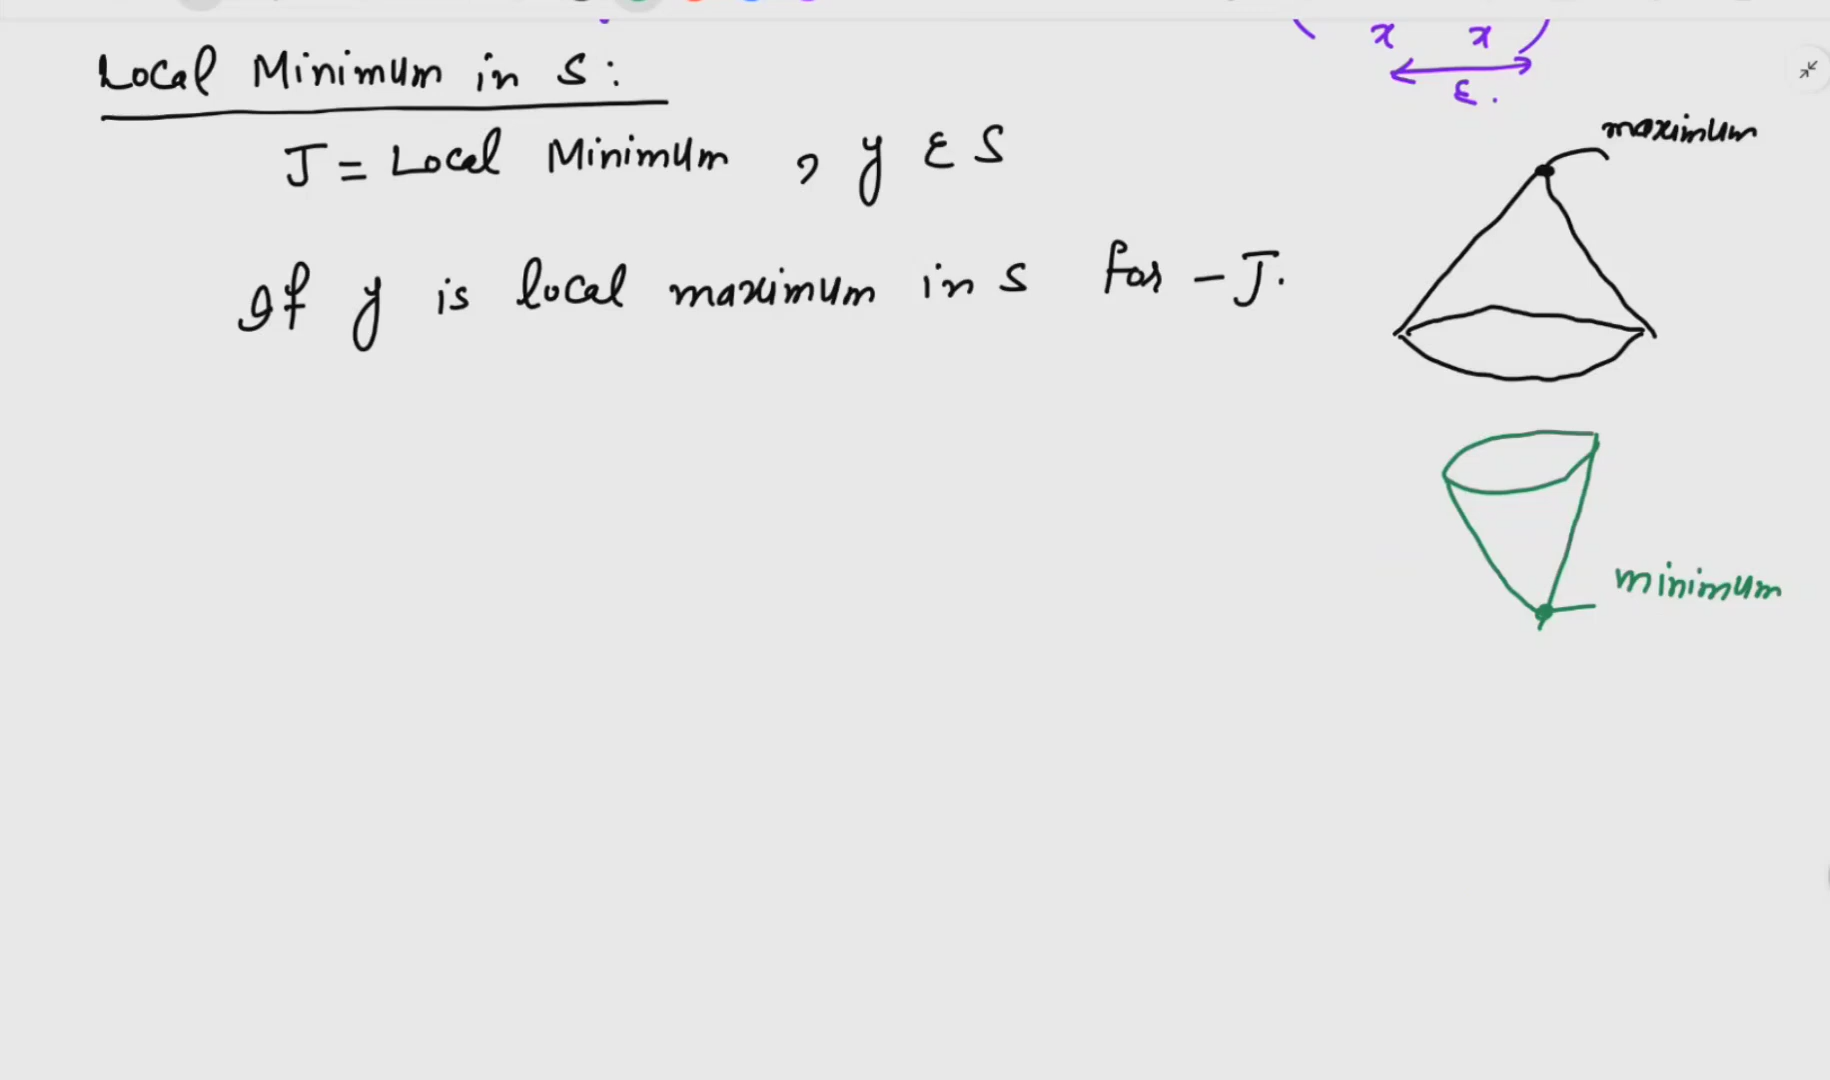 x x
ε.
Local Minimum in S:
maximum
J = Local Minimum , y ε S
If y is local maximum in S for -J.
minimum